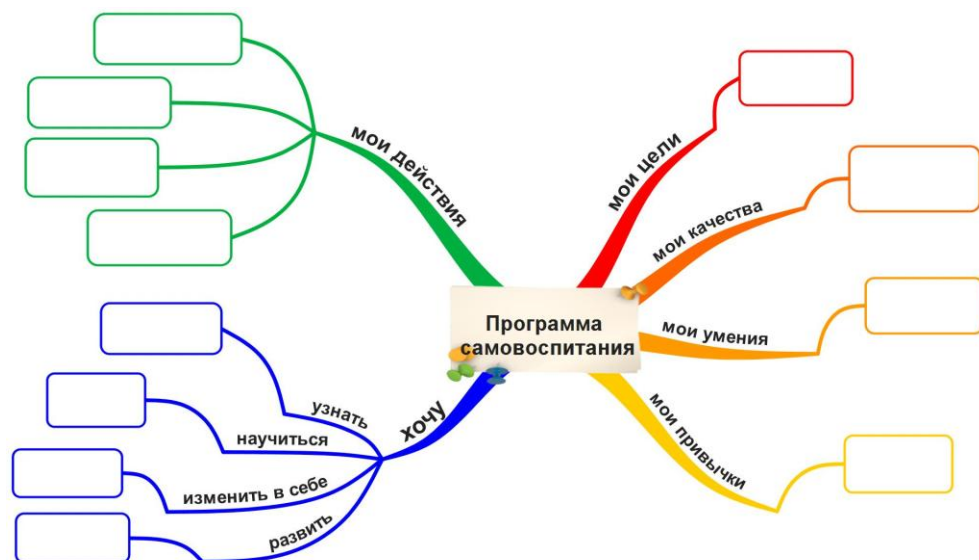 мои действия
мои цели
мои качества
Программа
самовоспитания
мои умения
мои привычки
хочу
узнать
научиться
изменить в себе
развить